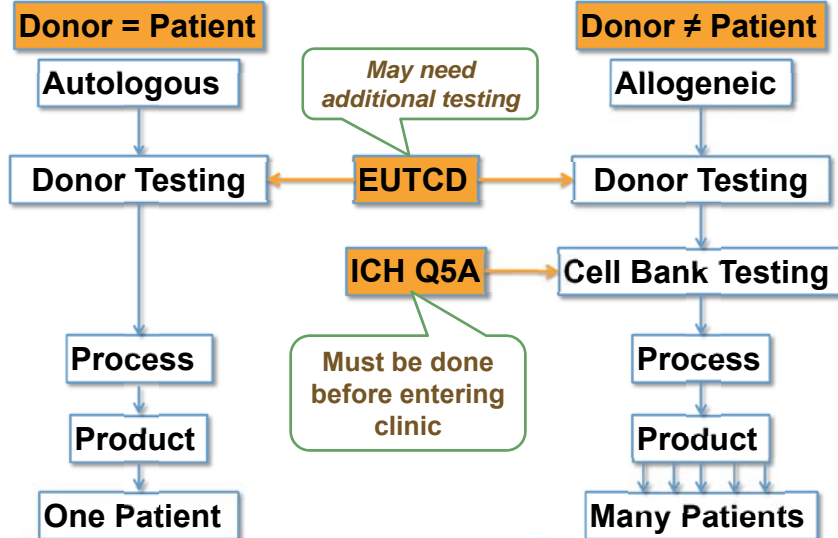 Donor = Patient
Donor ≠ Patient
Autologous
May need
additional testing
Allogeneic
Donor Testing
EUTCD
Donor Testing
ICH Q5A
Cell Bank Testing
Process
Must be done
before entering
clinic
Process
Product
Product
One Patient
Many Patients